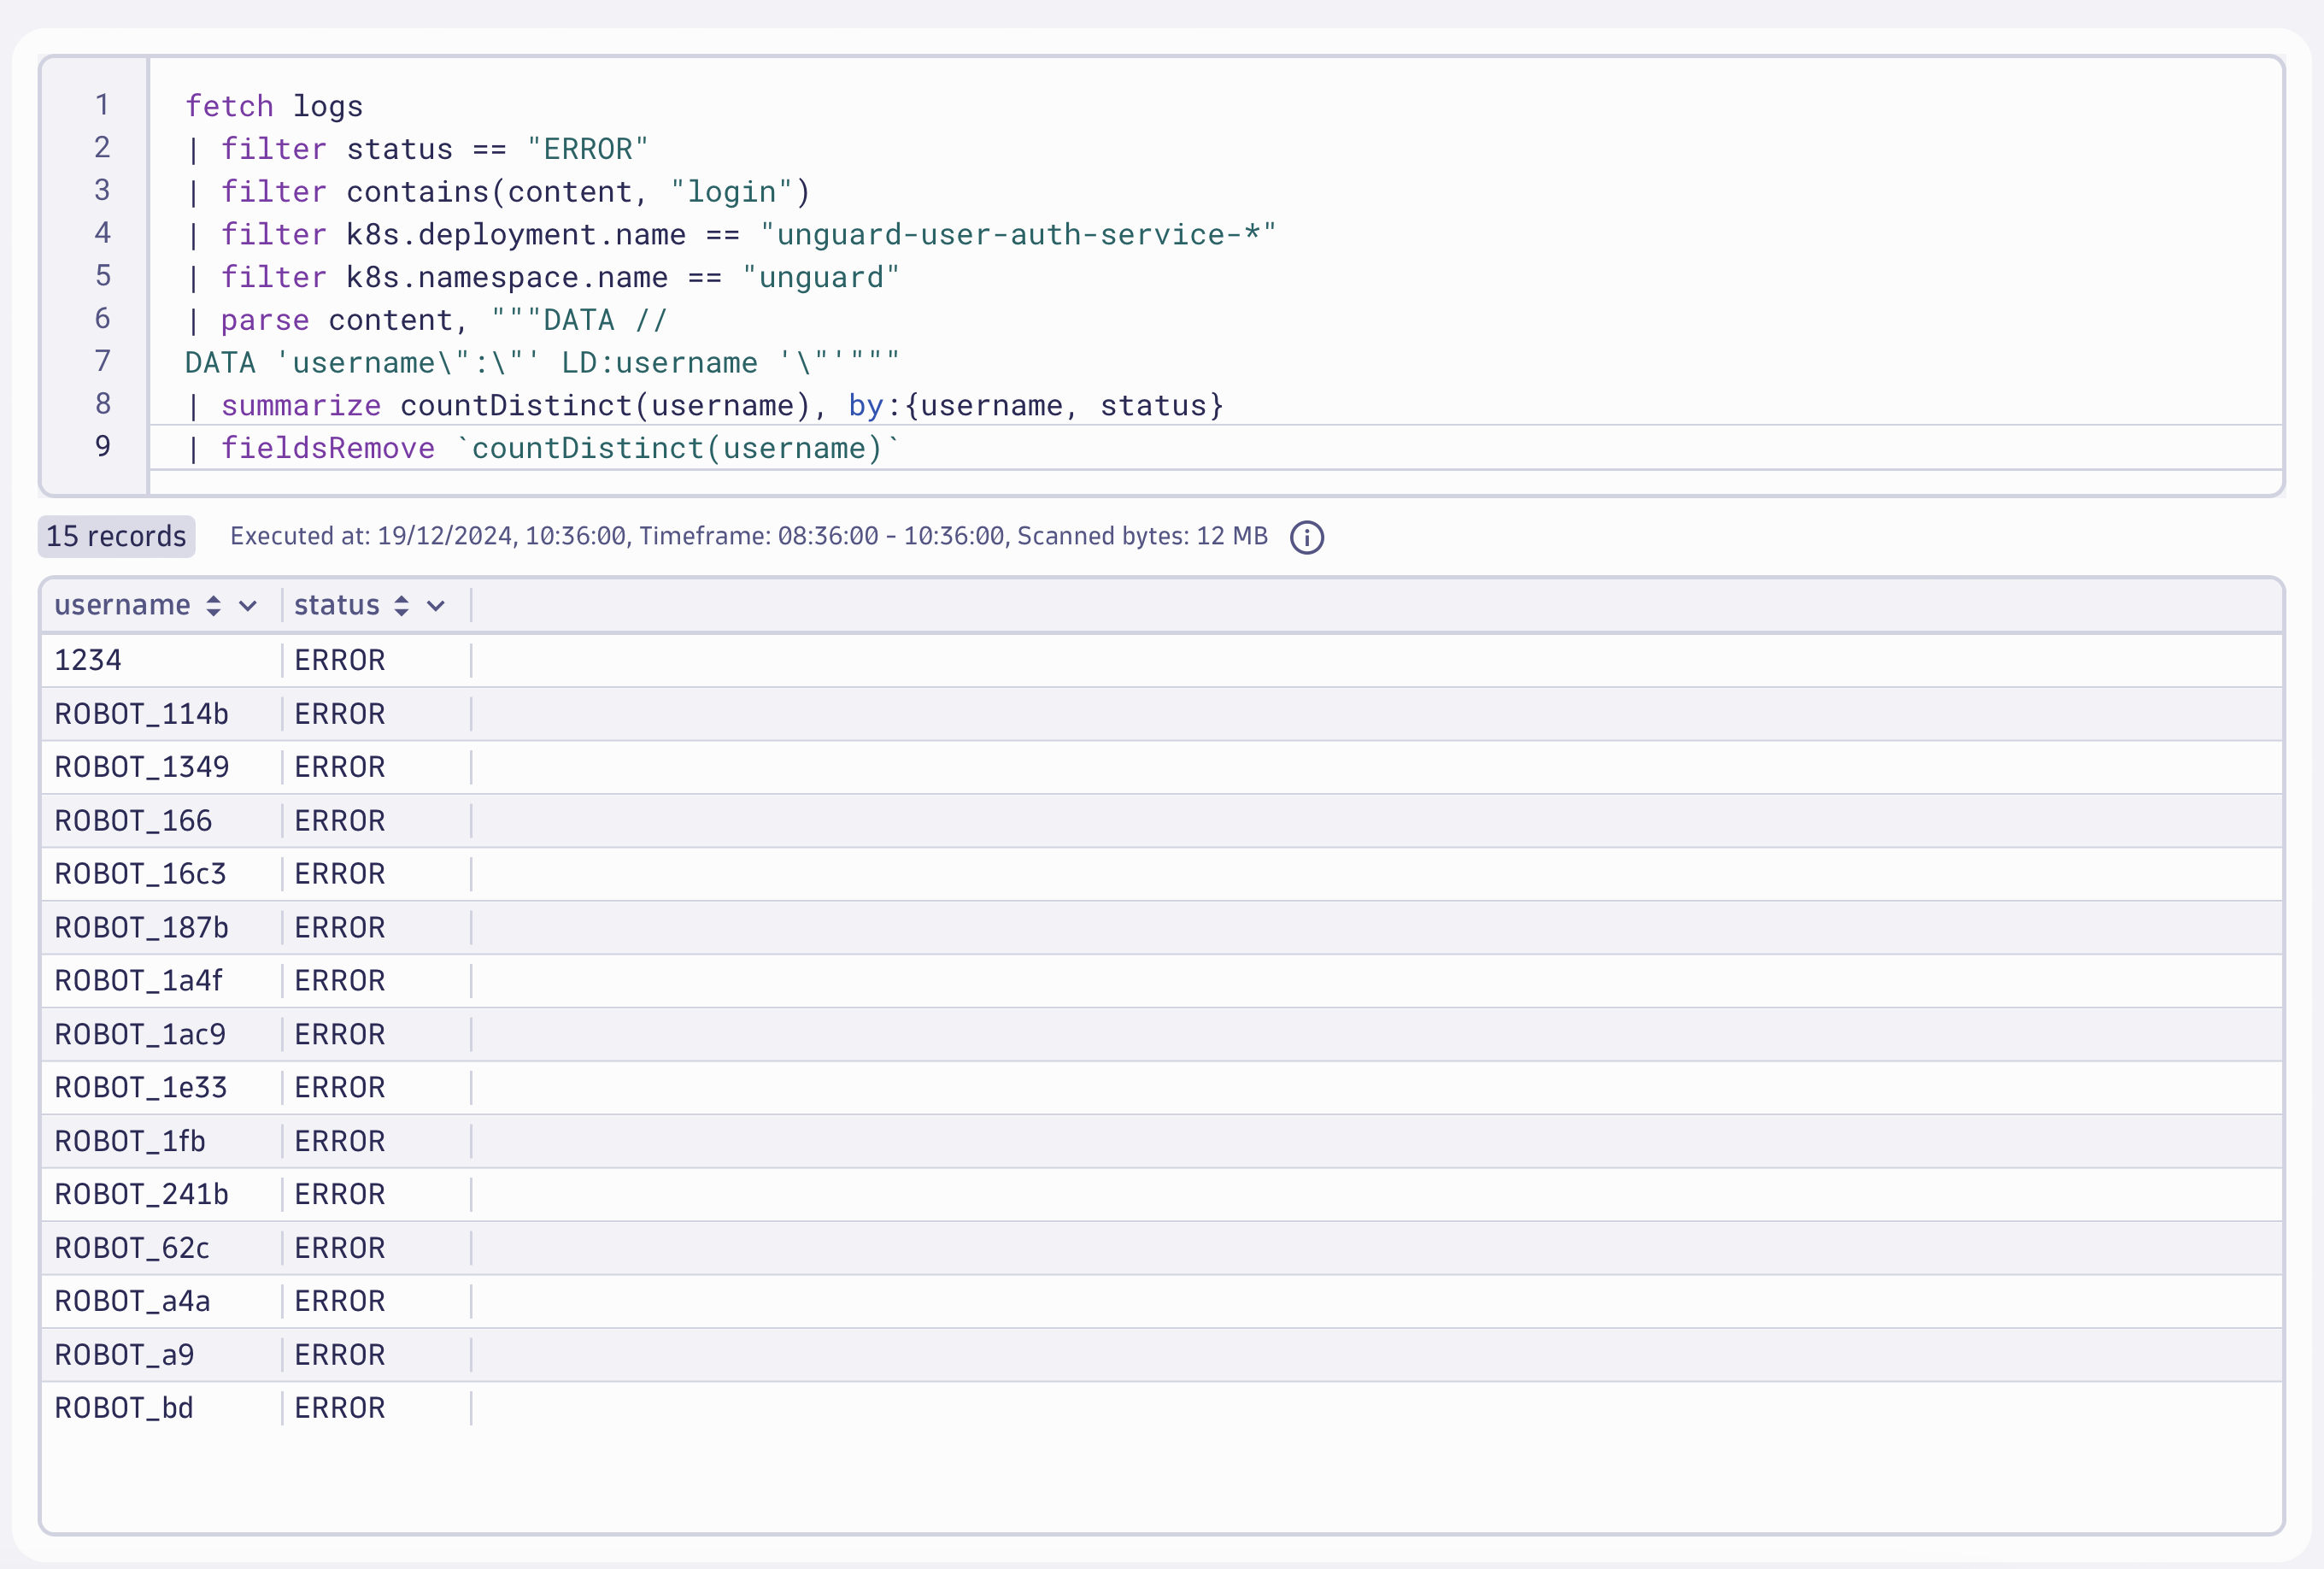 1 fetch logs
2 | filter status == "ERROR"
3 | filter contains(content, "login")
4 | filter k8s.deployment.name == "unguard-user-auth-service-*"
5 | filter k8s.namespace.name == "unguard"
6 | parse content, """DATA //
7 DATA 'username\":\"' LD:username '\"'"""
8 | summarize countDistinct(username), by:{username, status}
9 | fieldsRemove `countDistinct(username)`
15 records Executed at: 19/12/2024, 10:36:00, Timeframe: 08:36:00 - 10:36:00, Scanned bytes: 12 MB
username status
1234 ERROR
ROBOT_114b ERROR
ROBOT_1349 ERROR
ROBOT_166 ERROR
ROBOT_16c3 ERROR
ROBOT_187b ERROR
ROBOT_1a4f ERROR
ROBOT_1ac9 ERROR
ROBOT_1e33 ERROR
ROBOT_1fb ERROR
ROBOT_241b ERROR
ROBOT_62c ERROR
ROBOT_a4a ERROR
ROBOT_a9 ERROR
ROBOT_bd ERROR